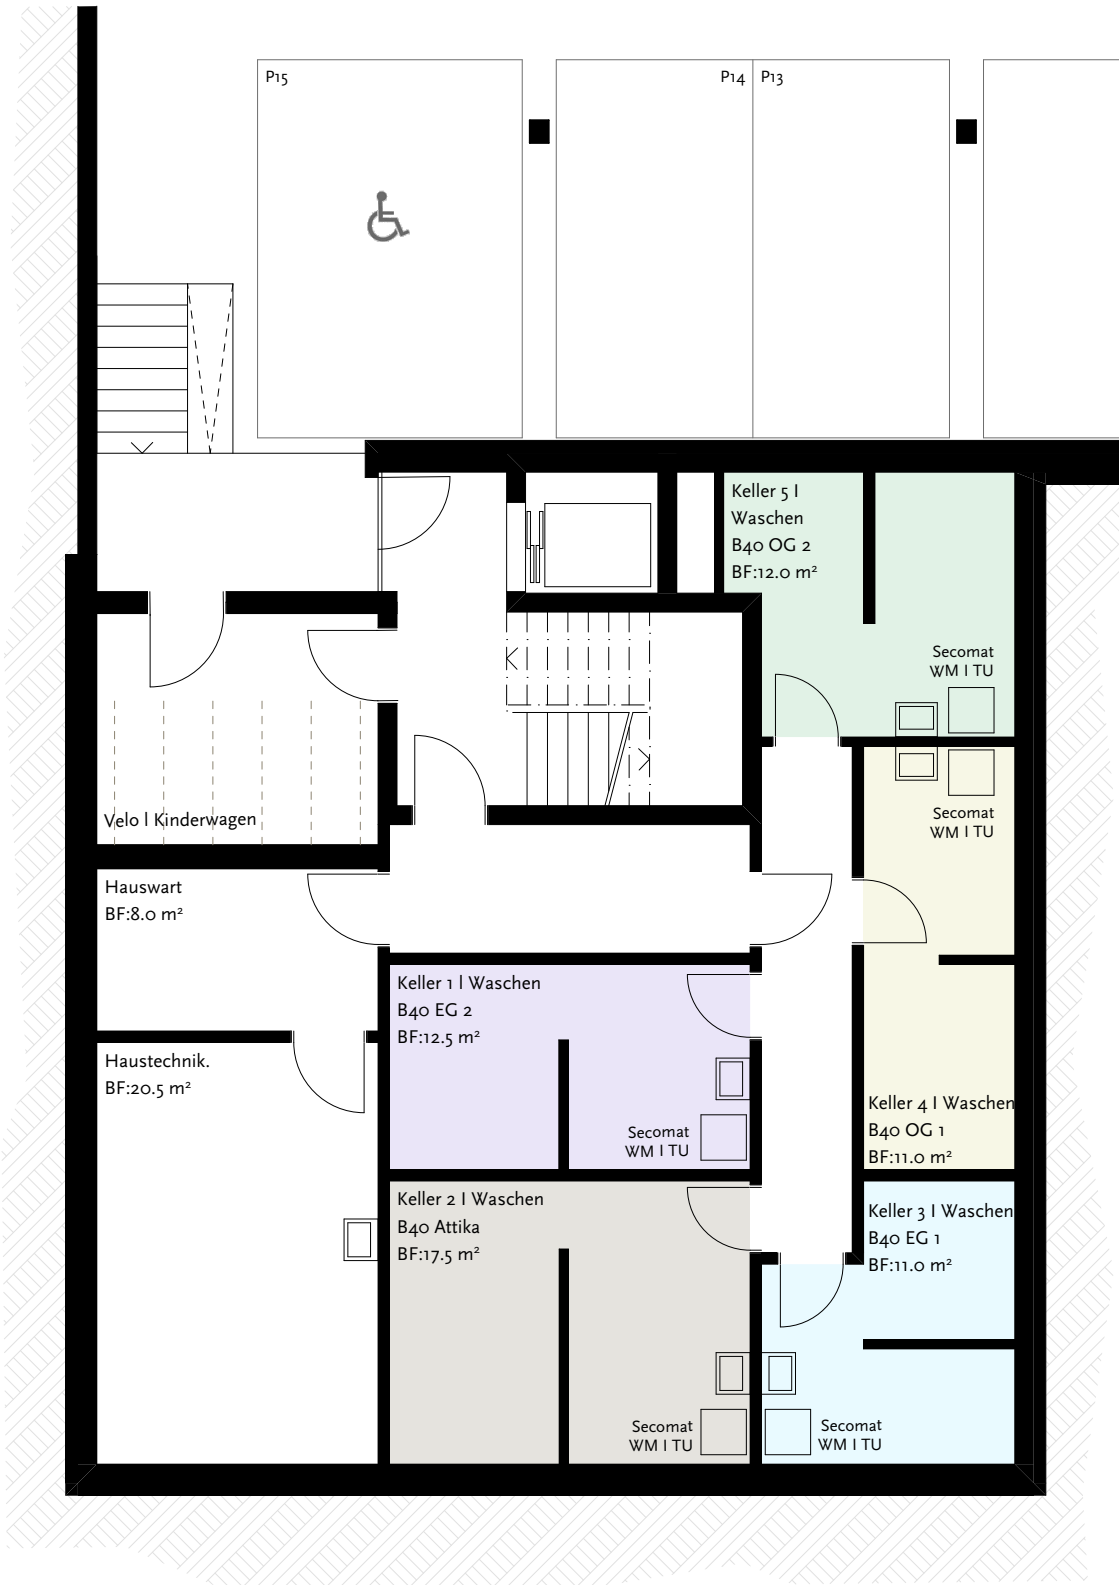 P15
P14
P13
Keller 5 I
Waschen
B40 OG 2
BF:12.0 m²
Secomat
WM I TU
Secomat
WM I TU
Velo | Kinderwagen
Hauswart
BF:8.0 m²
Keller 1 | Waschen
B40 EG 2
BF:12.5 m²
Secomat
WM I TU
Haustechnik.
BF:20.5 m²
Keller 4 I Waschen
B40 OG 1
BF:11.0 m²
Keller 2 I Waschen
B40 Attika
BF:17.5 m²
Secomat
WM I TU
Keller 3 I Waschen
B40 EG 1
BF:11.0 m²
Secomat
WM I TU